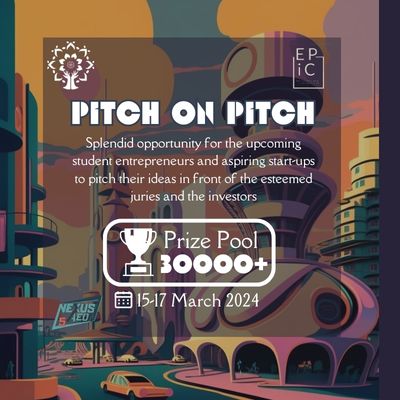 EP
iC
PITCH ON PITCH
Splendid opportunity for the upcoming
student entrepreneurs and aspiring start-ups
to pitch their ideas in front of the esteemed
juries and the investors
Prize Pool
30000+
15-17 March 2024
NEXUS